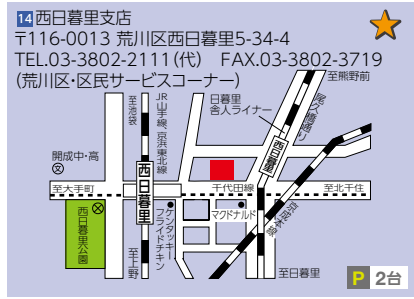 14 西日暮里支店
〒116-0013 荒川区西日暮里5-34-4
TEL.03-3802-2111(代) FAX.03-3802-3719
(荒川区・区民サービスコーナー)
至熊野前
至池袋
JR山手線 京浜東北線
日暮里
舎人ライナー
尾久橋通り
開成中・高
文
西日暮里
西日暮里
至大手町
千代田線
至北千住
西日暮里公園
至上野
ケンタッキー
フライドチキン
マクドナルド
京成本線
至日暮里
P 2台